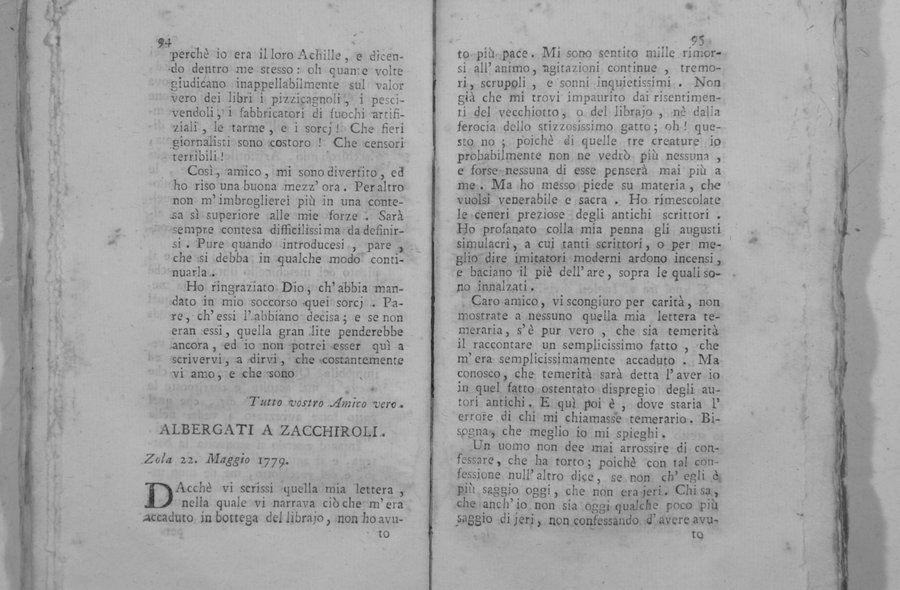 94
perchè io era il loro Achille, e dicen-
do dentro me stesso: oh quante volte
giudicano inappellabilmente sul valor
vero dei libri i pizzicagnoli, i pesci-
vendoli, i fabbricatori di fuochi artifi-
ziali, le tarme, e i sorcj! Che fieri
giornalisti sono costoro! Che censori
terribili!
Così, amico, mi sono divertito, ed
ho riso una buona mezz' ora. Per altro
non m'imbroglierei più in una conte-
sa sì superiore alle mie forze. Sarà
sempre contesa difficilissima da definir-
si. Pure quando introducesi, pare,
che si debba in qualche modo conti-
nuarla.
Ho ringraziato Dio, ch'abbia man-
dato in mio soccorso quei sorcj. Pa-
re, ch'essi l'abbiano decisa; e se non
eran essi, quella gran lite penderebbe
ancora, ed io non potrei esser quì a
scrivervi, a dirvi, che costantemente
vi amo, e che sono
Tutto vostro Amico vero.
ALBERGATI A ZACCHIROLI.
Zola 22. Maggio 1779.
DAcchè vi scrissi quella mia lettera,
nella quale vi narrava ciò che m'era
accaduto in bottega del librajo, non ho avu-
to
95
to più pace. Mi sono sentito mille rimor-
si all'animo, agitazioni continue, tremo-
ri, scrupoli, e sonni inquietissimi. Non
già che mi trovi impaurito dai risentimen-
ti del vecchiotto, o del librajo, nè dalla
ferocia dello stizzosissimo gatto; oh! que-
sto no; poichè di quelle tre creature io
probabilmente non ne vedrò più nessuna,
e forse nessuna di esse penserà mai più a
me. Ma ho messo piede su materia, che
vuolsi venerabile e sacra. Ho rimescolate
le ceneri preziose degli antichi scrittori.
Ho profanato colla mia penna gli augusti
simulacri, a cui tanti scrittori, o per me-
glio dire imitatori moderni ardono incensi,
e baciano il piè dell'are, sopra le quali so-
no innalzati.
Caro amico, vi scongiuro per carità, non
mostrate a nessuno quella mia lettera te-
meraria, s'è pur vero, che sia temerità
il raccontare un semplicissimo fatto, che
m'era semplicissimamente accaduto. Ma
conosco, che temerità sarà detta l'aver io
in quel fatto ostentato dispregio degli au-
tori antichi. E quì poi è, dove staria l'
errore di chi mi chiamasse temerario. Bi-
sogna, che meglio io mi spieghi.
Un uomo non dee mai arrossire di con-
fessare, che ha torto; poichè con tal con-
fessione null'altro dice, se non ch'egli è
più saggio oggi, che non era jeri. Chi sa,
che anch'io non sia oggi qualche poco più
saggio di jeri, non confessando d'avere avu-
to